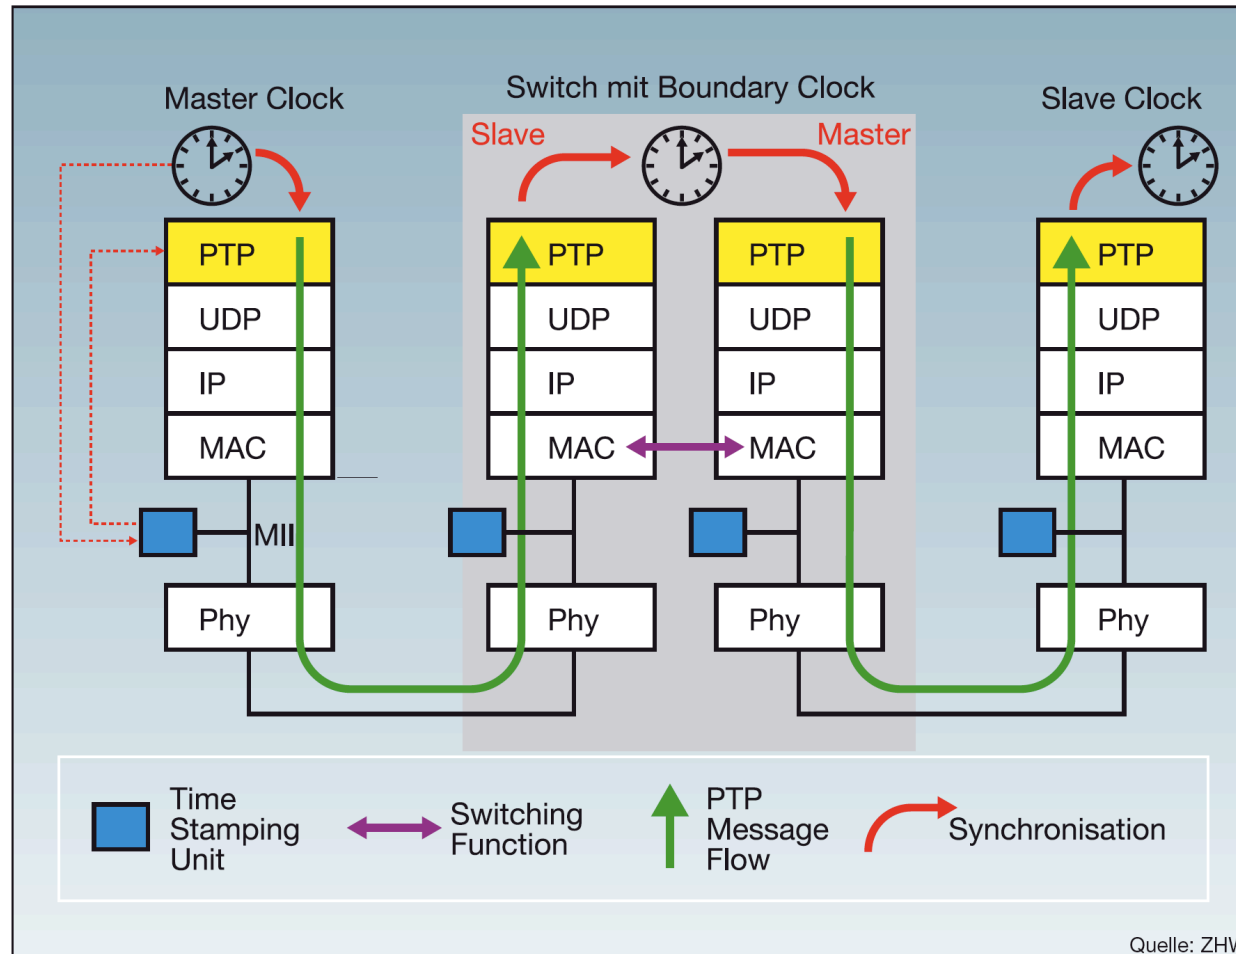 Master Clock
Switch mit Boundary Clock
Slave Clock
Slave
Master
PTP
UDP
IP
MAC
MII
Phy
PTP
UDP
IP
MAC
Phy
PTP
UDP
IP
MAC
Phy
PTP
UDP
IP
MAC
Phy
Time
Stamping
Unit
Switching
Function
PTP
Message
Flow
Synchronisation
Quelle: ZHW